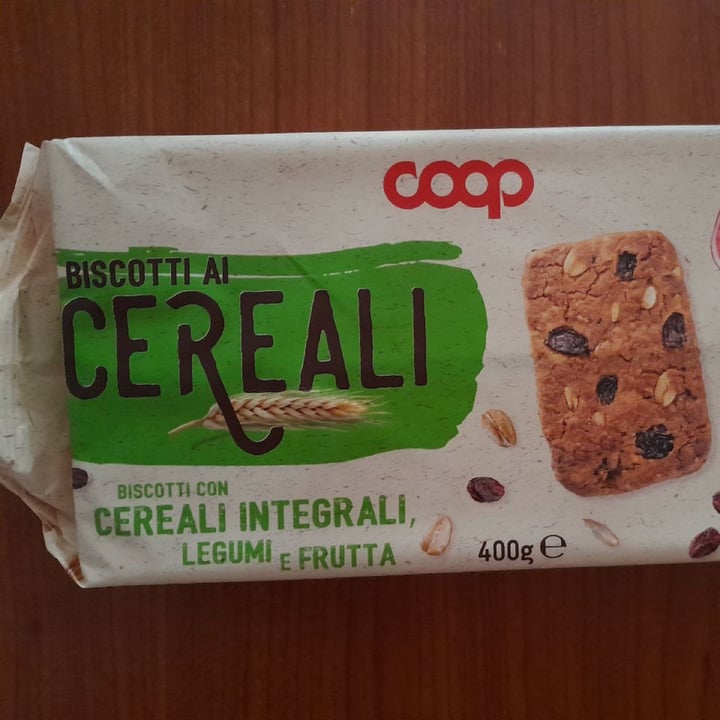 coop
BISCOTTI AI
CEREALI
BISCOTTI CON
CEREALI INTEGRALI,
LEGUMI E FRUTTA
400g ℮